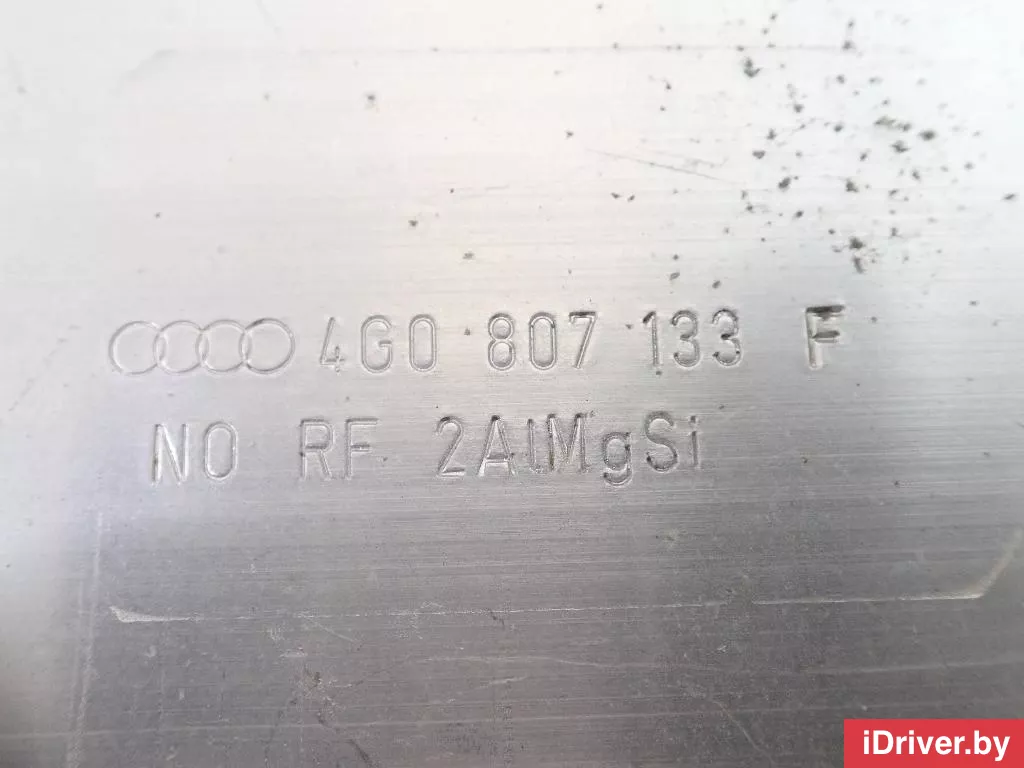 4G0 807 133 F
NO RF 2AlMgSi
iDriver.by